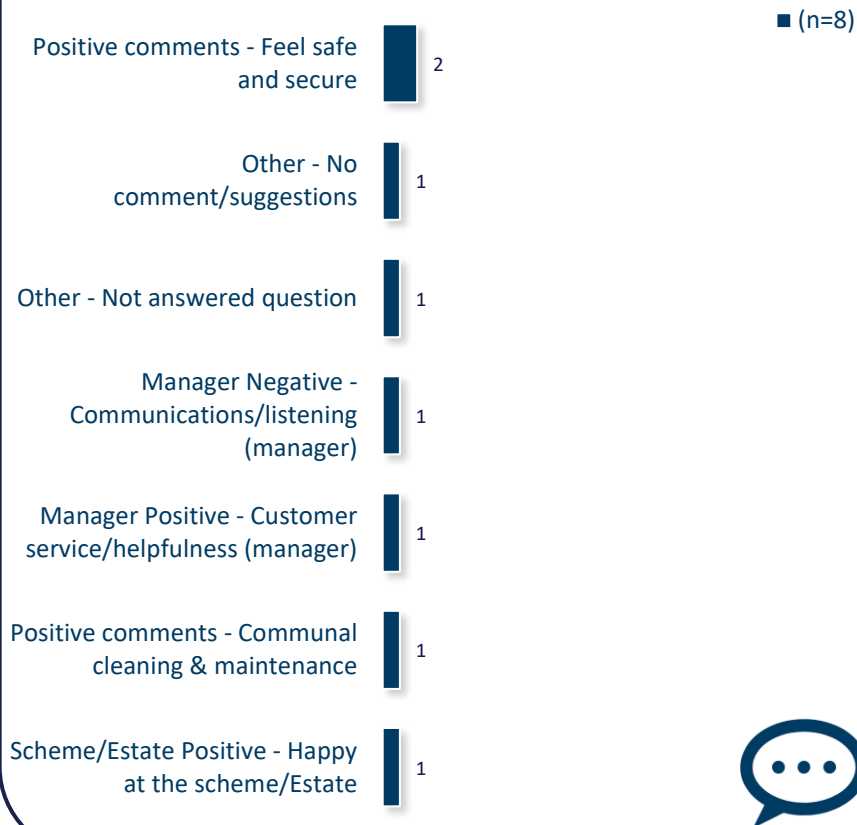 (n=8)
Positive comments - Feel safe
and secure
2
Other - No
comment/suggestions
1
Other - Not answered question
1
Manager Negative -
Communications/listening
(manager)
1
Manager Positive - Customer
service/helpfulness (manager)
1
Positive comments - Communal
cleaning & maintenance
1
Scheme/Estate Positive - Happy
at the scheme/Estate
1